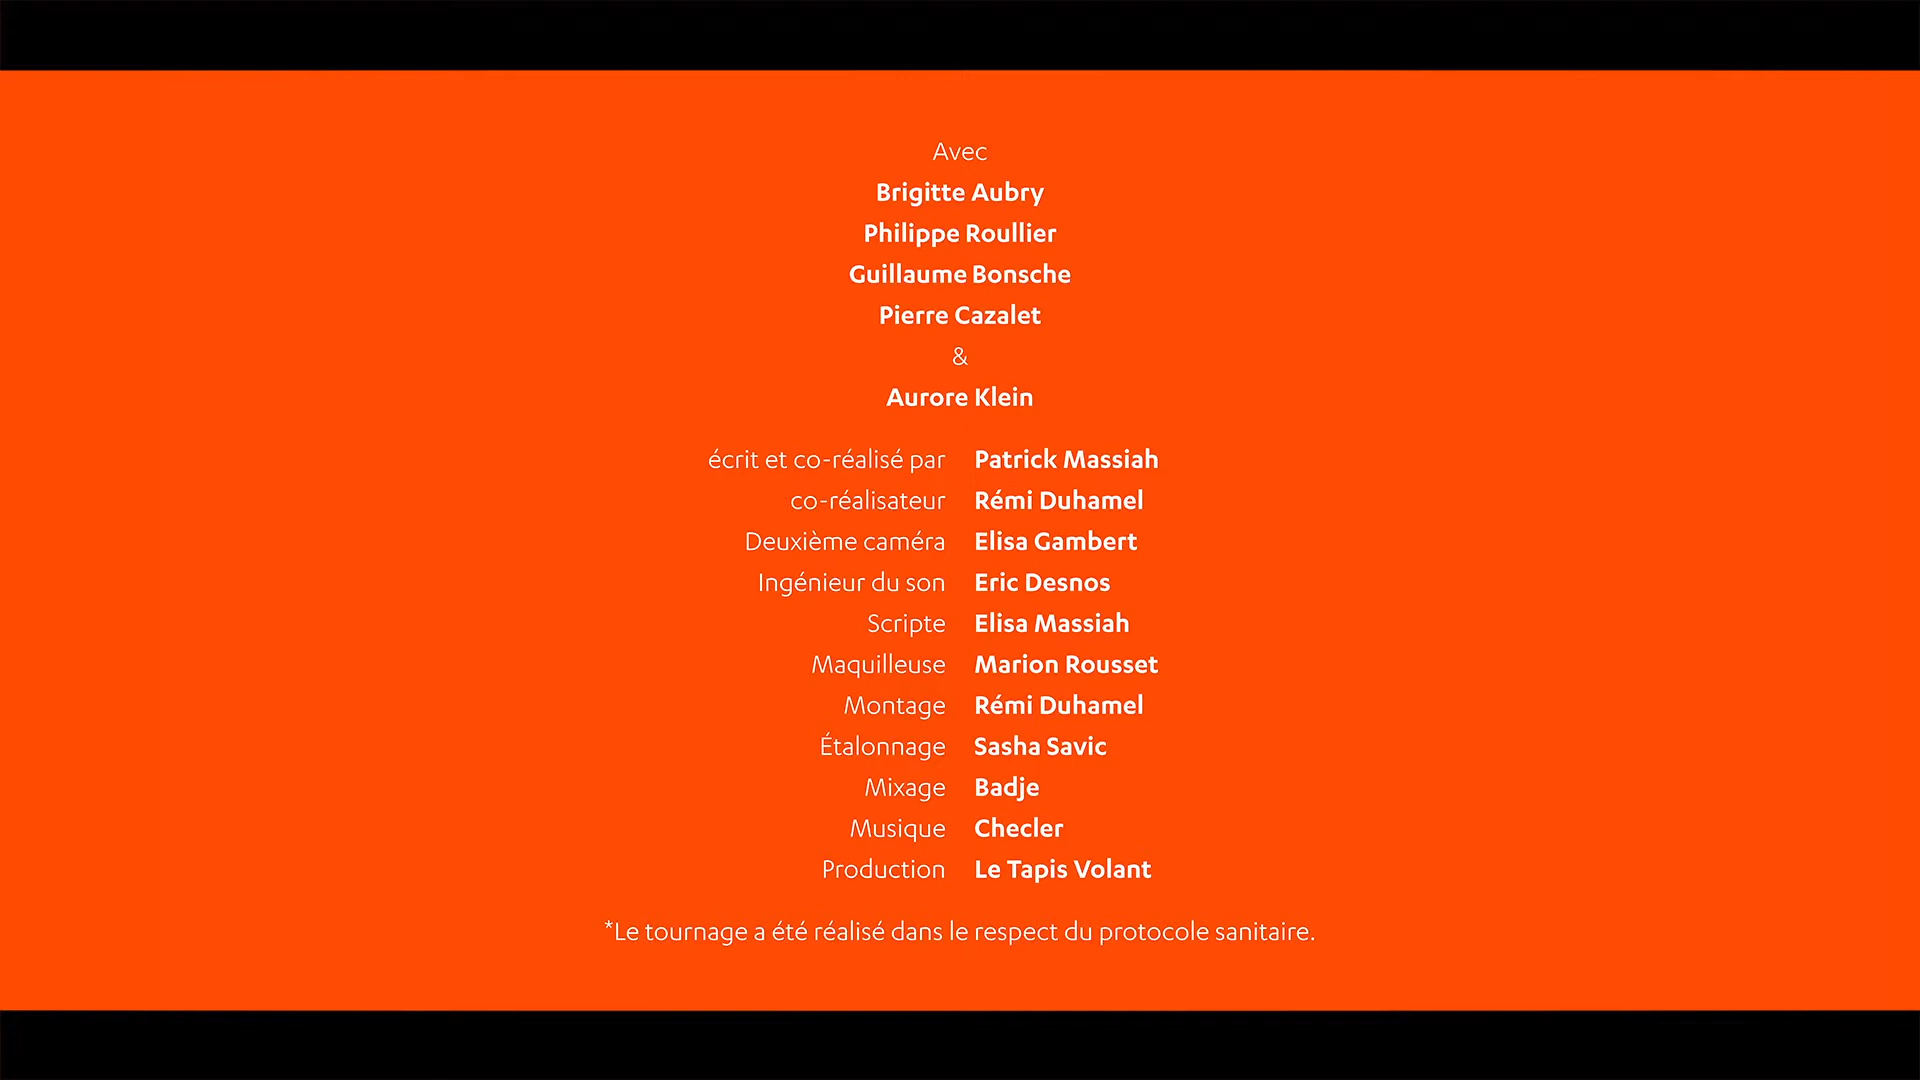 Avec
Brigitte Aubry
Philippe Roullier
Guillaume Bonsche
Pierre Cazalet
&
Aurore Klein
écrit et co-réalisé par Patrick Massiah
co-réalisateur Rémi Duhamel
Deuxième caméra Elisa Gambert
Ingénieur du son Eric Desnos
Scripte Elisa Massiah
Maquilleuse Marion Rousset
Montage Rémi Duhamel
Étalonnage Sasha Savic
Mixage Badje
Musique Checler
Production Le Tapis Volant
*Le tournage a été réalisé dans le respect du protocole sanitaire.